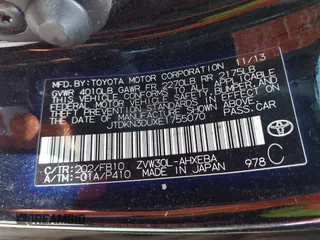 MFD. BY: TOYOTA MOTOR CORPORATION 11/13
GVWR 4010LB GAWR FR 2270LB RR 2175LB
THIS VEHICLE CONFORMS TO ALL APPLICABLE
FEDERAL MOTOR VEHICLE SAFETY, BUMPER, AND
THEFT PREVENTION STANDARDS IN EFFECT ON
THE DATE OF MANUFACTURE SHOWN ABOVE.
JTDKN3DUXE1755070
PASS. CAR
TOYOTA
C/TR: 202/FB10 ZVW30L-AHXEBA
A/TM: -01A/P410 MADE IN JAPAN 978 C